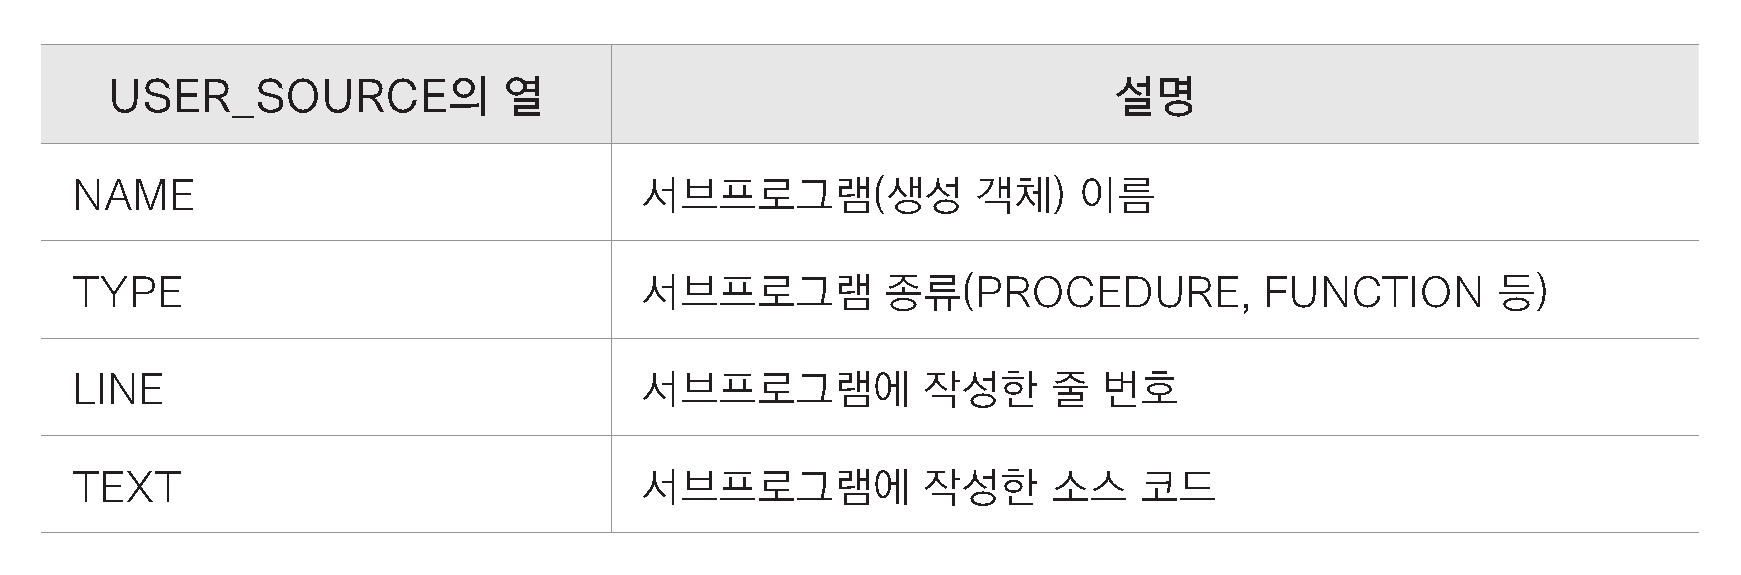 USER_SOURCE의 열 설명
NAME 서브프로그램(생성 객체) 이름
TYPE 서브프로그램 종류(PROCEDURE, FUNCTION 등)
LINE 서브프로그램에 작성한 줄 번호
TEXT 서브프로그램에 작성한 소스 코드